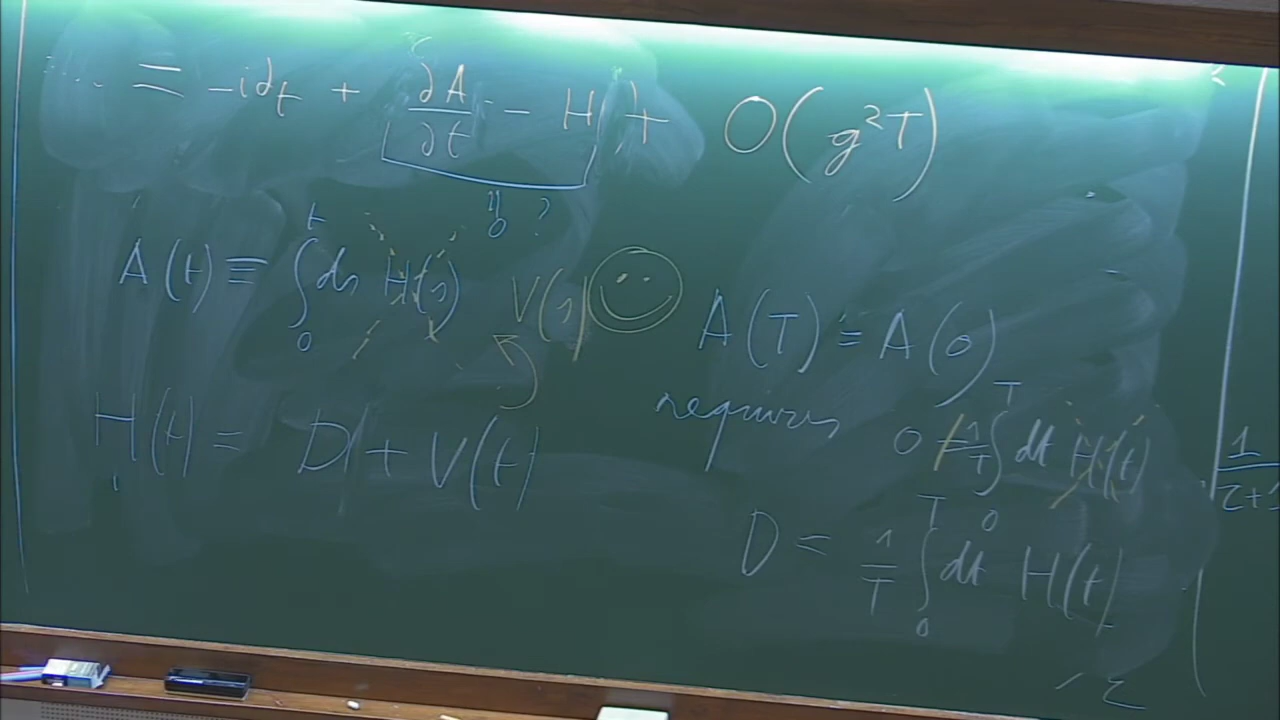 ... = -i∂t + ∂A/∂t - H) + O(g²T)
"0 ?
A(t) ≡ ∫₀ᵗ ds H(s) V(s)
A(T) = A(0)
requires
0 ≠ 1/T ∫₀ᵀ dt H(t)
H(t) = D + V(t)
D = 1/T ∫₀ᵀ dt H(t)